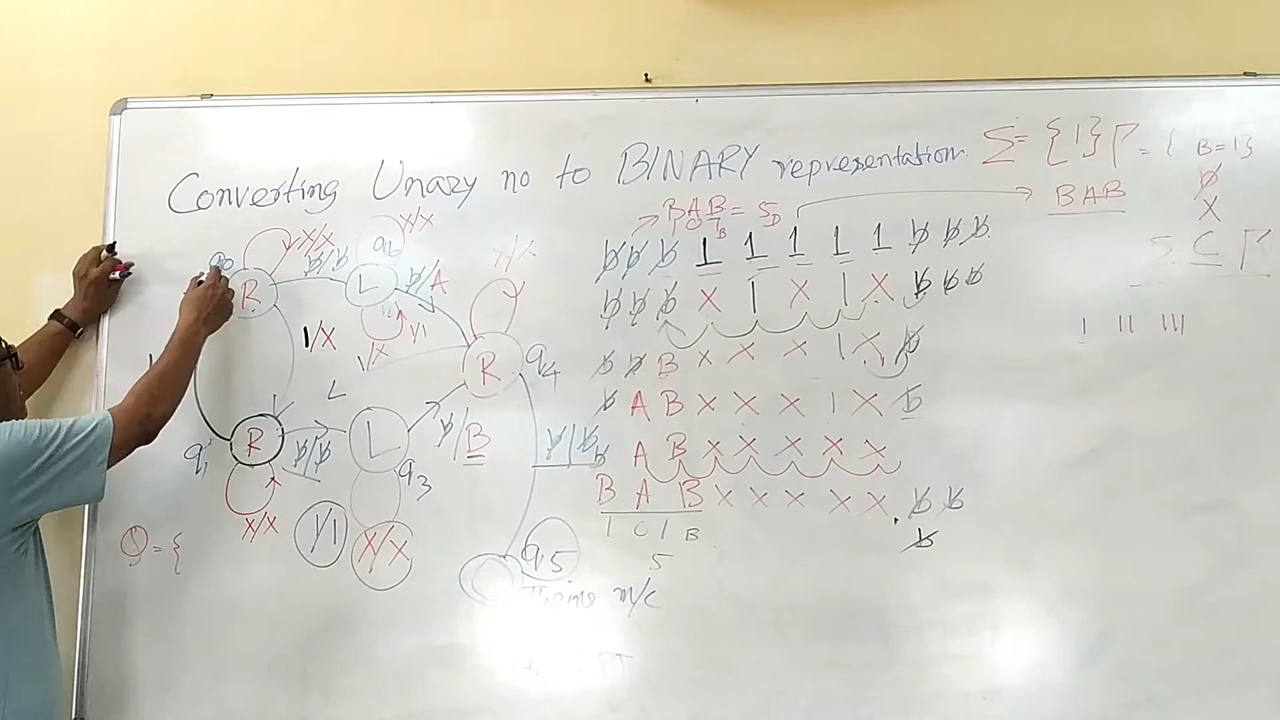 Converting Unary no to BINARY representation.
Σ = {1} Γ = { B=1}
b̸
X
BAB
BAB = 5D
1 0 1B
b̸ b̸ b̸ 1 1 1 1 1 b̸ b̸ b̸
b̸ b̸ b̸ X 1 X 1 X b̸ b̸ b̸
b̸ b̸ B X X X 1 X b̸
b̸ A B X X X 1 X b̸
b̸ A B X X X X X
B A B X X X X X b̸ b̸
b̸
1 0 1 B
5
Σ ⊂ Γ
1 11 111
q0
R
X/X
b̸/b̸
q6
L
X/X
b̸/A
1/1
1/X
X/X
R
q4
1/X
L
q1
R
X/X
b̸/b̸
L
q3
1/1
X/X
b̸/B
b̸/b̸
q5
m/c
Q = {